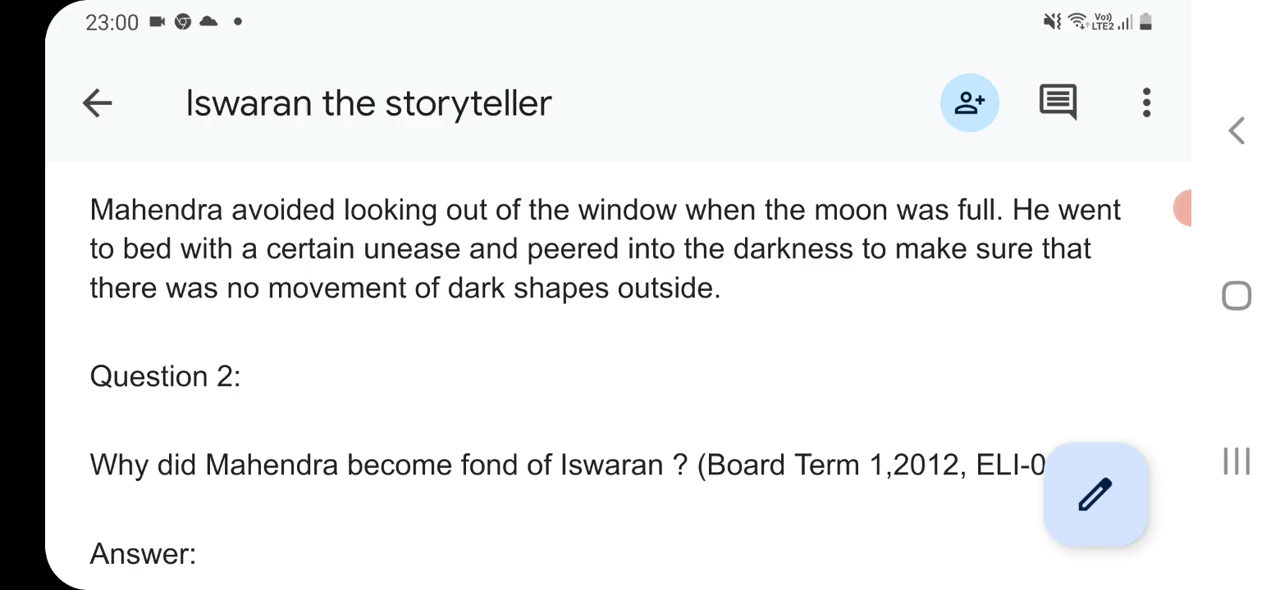 23:00
Vo)) LTE2
Iswaran the storyteller
Mahendra avoided looking out of the window when the moon was full. He went
to bed with a certain unease and peered into the darkness to make sure that
there was no movement of dark shapes outside.
Question 2:
Why did Mahendra become fond of Iswaran ? (Board Term 1,2012, ELI-0
Answer: